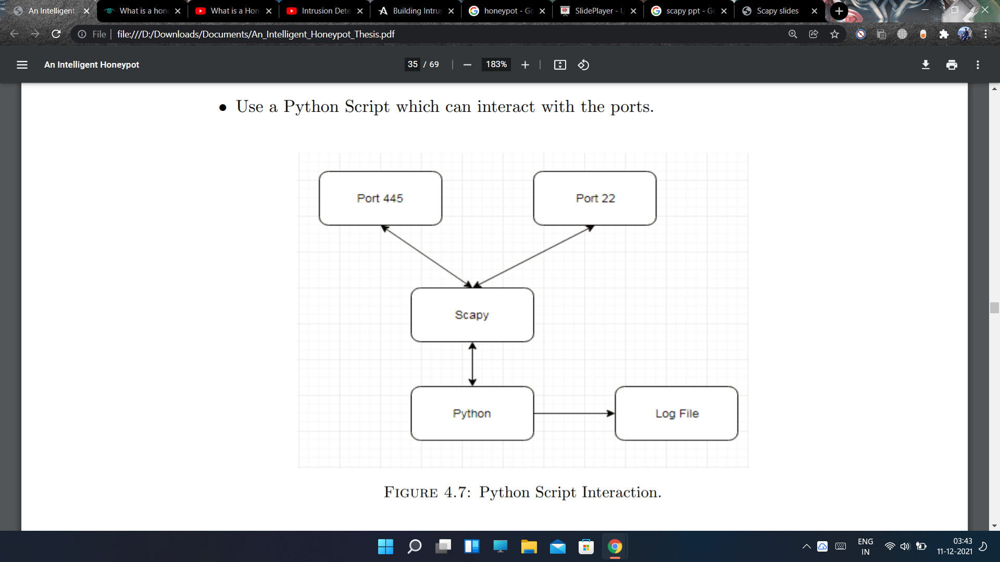 An Intelligent
What is a hon
What is a Hon
Intrusion Dete
Building Intrus
honeypot - Go
SlidePlayer - U
scapy ppt - Go
Scapy slides
File file:///D:/Downloads/Documents/An_Intelligent_Honeypot_Thesis.pdf
An Intelligent Honeypot
35 / 69
183%
• Use a Python Script which can interact with the ports.
Port 445
Port 22
Scapy
Python
Log File
FIGURE 4.7: Python Script Interaction.
ENG
IN
03:43
11-12-2021